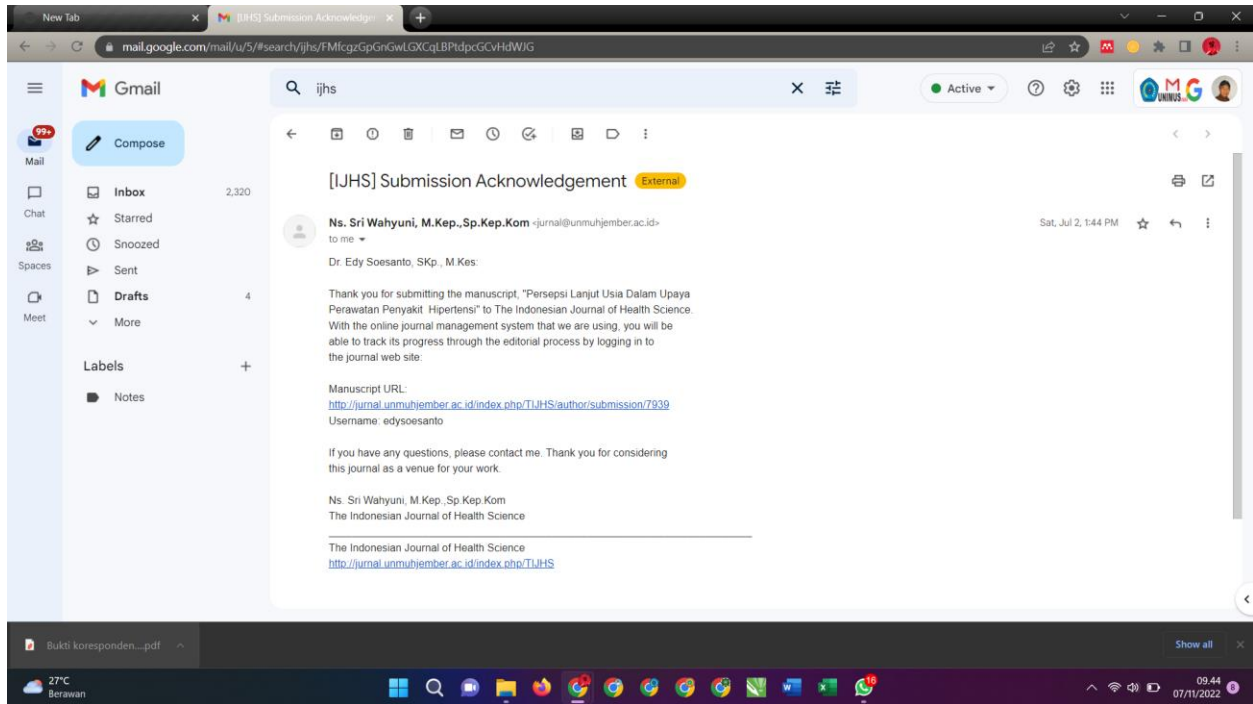 New Tab
[IJHS] Submission Acknowledge
mail.google.com/mail/u/5/#search/ijhs/FMfcgzGpGnGwLGXCqLBPtdpcGCvHdWJG
Gmail
ijhs
Active
UNIMUS
99+
Mail
Chat
Spaces
Meet
Compose
Inbox 2,320
Starred
Snoozed
Sent
Drafts 4
More
Labels
Notes
[IJHS] Submission Acknowledgement External
Ns. Sri Wahyuni, M.Kep.,Sp.Kep.Kom <jurnal@unmuhjember.ac.id> Sat, Jul 2, 1:44 PM
to me
Dr. Edy Soesanto, SKp., M.Kes:
Thank you for submitting the manuscript, "Persepsi Lanjut Usia Dalam Upaya
Perawatan Penyakit Hipertensi" to The Indonesian Journal of Health Science.
With the online journal management system that we are using, you will be
able to track its progress through the editorial process by logging in to
the journal web site:
Manuscript URL:
http://jurnal.unmuhjember.ac.id/index.php/TIJHS/author/submission/7939
Username: edysoesanto
If you have any questions, please contact me. Thank you for considering
this journal as a venue for your work.
Ns. Sri Wahyuni, M.Kep.,Sp.Kep.Kom
The Indonesian Journal of Health Science
The Indonesian Journal of Health Science
http://jurnal.unmuhjember.ac.id/index.php/TIJHS
Bukti koresponden....pdf
Show all
27°C
Berawan
16
09.44
07/11/2022
8